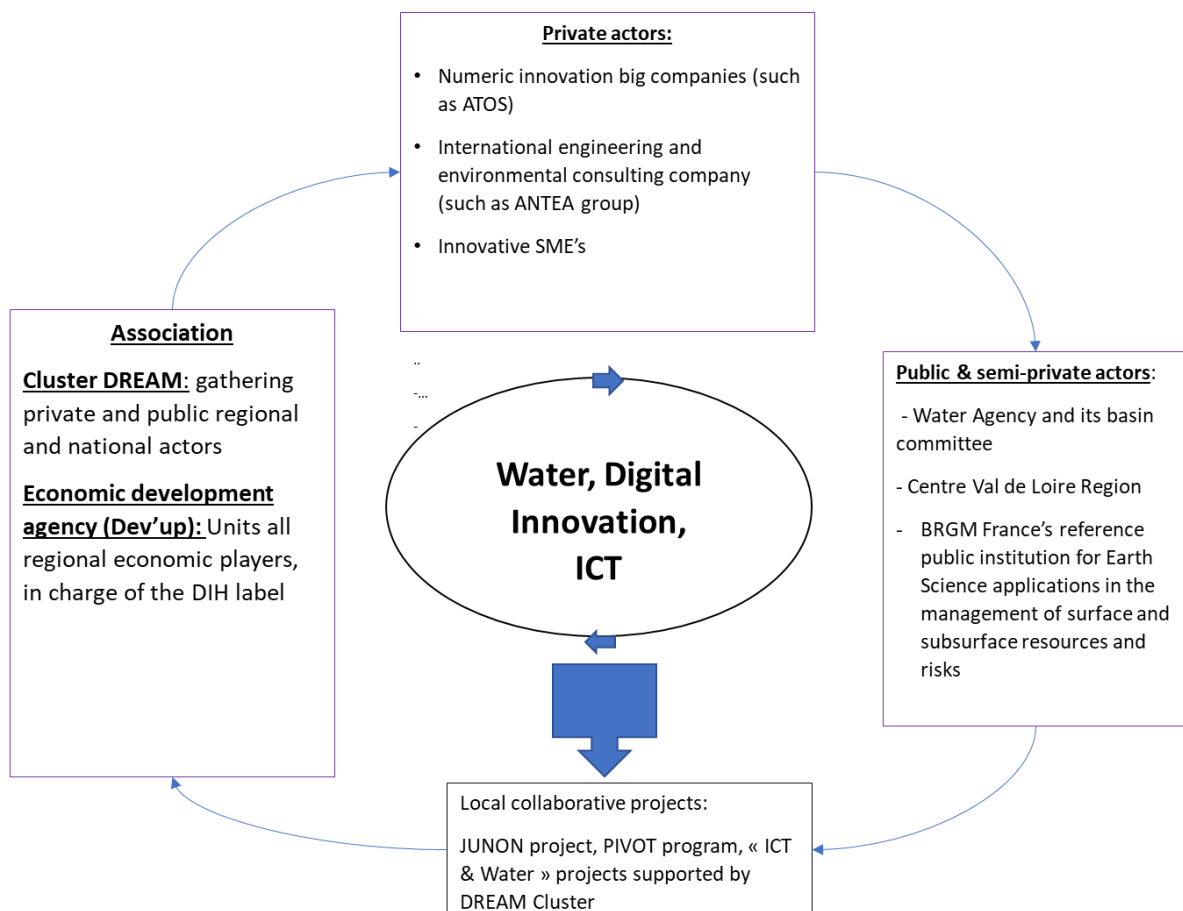 Private actors:
• Numeric innovation big companies (such
as ATOS)
• International engineering and
environmental consulting company
(such as ANTEA group)
• Innovative SME’s
Association
Cluster DREAM: gathering
private and public regional
and national actors
Economic development
agency (Dev’up): Units all
regional economic players,
in charge of the DIH label
..
-...
-
Water, Digital
Innovation,
ICT
Public & semi-private actors:
- Water Agency and its basin
committee
- Centre Val de Loire Region
- BRGM France’s reference
public institution for Earth
Science applications in the
management of surface and
subsurface resources and
risks
Local collaborative projects:
JUNON project, PIVOT program, « ICT
& Water » projects supported by
DREAM Cluster